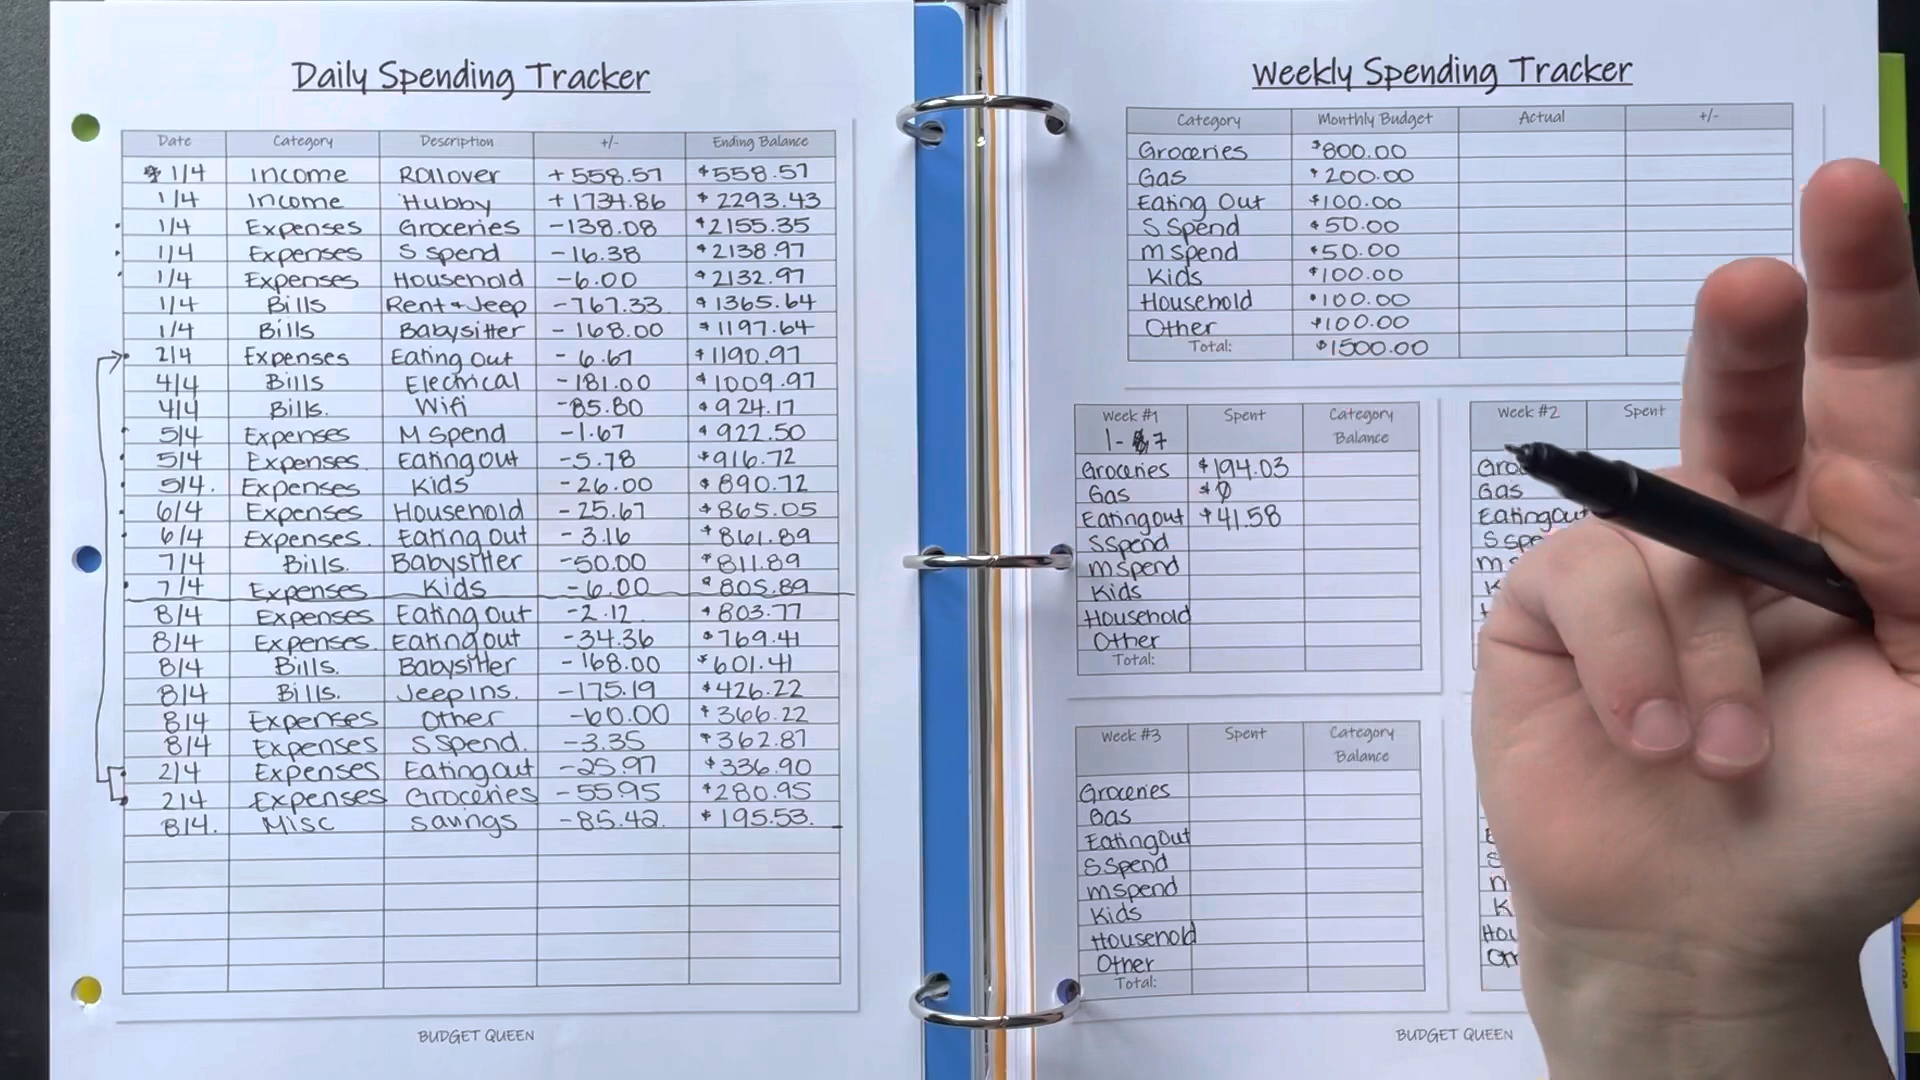 Daily Spending Tracker
Date Category Description +/- Ending Balance
1/4 Income Rollover +558.57 $558.57
1/4 Income Hubby +1734.86 $2293.43
1/4 Expenses Groceries -138.08 $2155.35
1/4 Expenses S spend -16.38 $2138.97
1/4 Expenses Household -6.00 $2132.97
1/4 Bills Rent + Jeep -767.33 $1365.64
1/4 Bills Babysitter -168.00 $1197.64
2/4 Expenses Eating out -6.67 $1190.97
4/4 Bills Electrical -181.00 $1009.97
4/4 Bills. Wifi -85.80 $924.17
5/4 Expenses M Spend -1.67 $922.50
5/4 Expenses Eating out -5.78 $916.72
5/4. Expenses Kids -26.00 $890.72
6/4 Expenses Household -25.67 $865.05
6/4 Expenses. Eating out -3.16 $861.89
7/4 Bills. Babysitter -50.00 $811.89
7/4 Expenses Kids -6.00 $805.89
8/4 Expenses Eating out -2.12 $803.77
8/4 Expenses Eating out -34.36 $769.41
8/4 Bills. Babysitter -168.00 $601.41
8/4 Bills. Jeep ins. -175.19 $426.22
8/4 Expenses Other -60.00 $366.22
8/4 Expenses S spend. -3.35 $362.87
2/4 Expenses Eating out -25.97 $336.90
2/4 Expenses Groceries -55.95 $280.95
8/4. Misc savings -85.42. $195.53.
BUDGET QUEEN
Weekly Spending Tracker
Category Monthly Budget Actual +/-
Groceries $800.00
Gas $200.00
Eating Out $100.00
S Spend $50.00
m spend $50.00
Kids $100.00
Household $100.00
Other $100.00
Total: $1500.00
Week #1 Spent Category Balance
1-7
Groceries $194.03
Gas $0
Eating out $41.58
S spend
m spend
Kids
Household
Other
Total:
Week #2 Spent
Gas
Eating out
Week #3 Spent Category Balance
Groceries
Gas
Eating Out
S Spend
m spend
Kids
Household
Other
Total:
BUDGET QUEEN